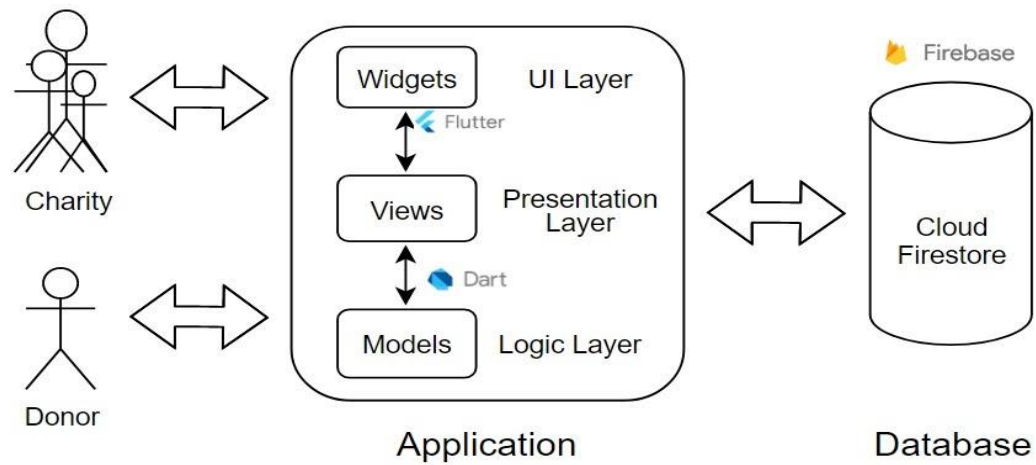 Charity
Donor
Widgets
UI Layer
Flutter
Views
Presentation
Layer
Dart
Models
Logic Layer
Application
Firebase
Cloud
Firestore
Database